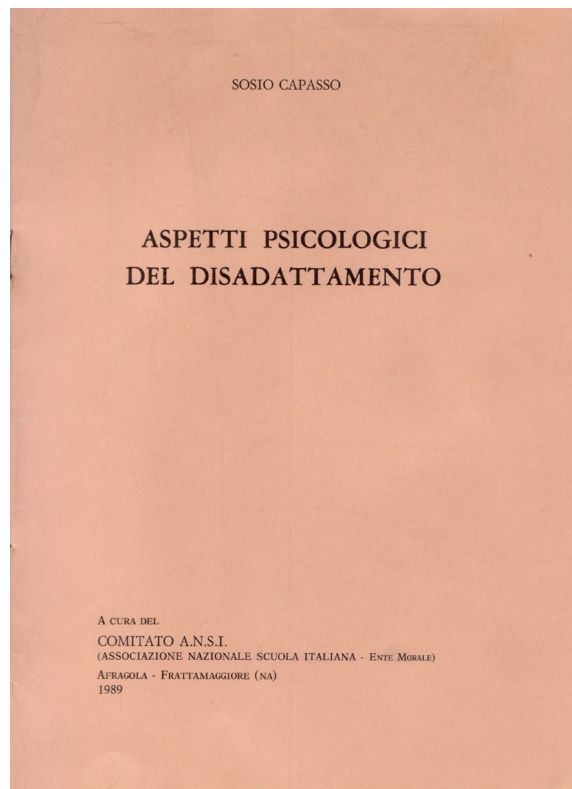 SOSIO CAPASSO
ASPETTI PSICOLOGICI
DEL DISADATTAMENTO
A CURA DEL
COMITATO A.N.S.I.
(ASSOCIAZIONE NAZIONALE SCUOLA ITALIANA - ENTE MORALE)
AFRAGOLA - FRATTAMAGGIORE (NA)
1989